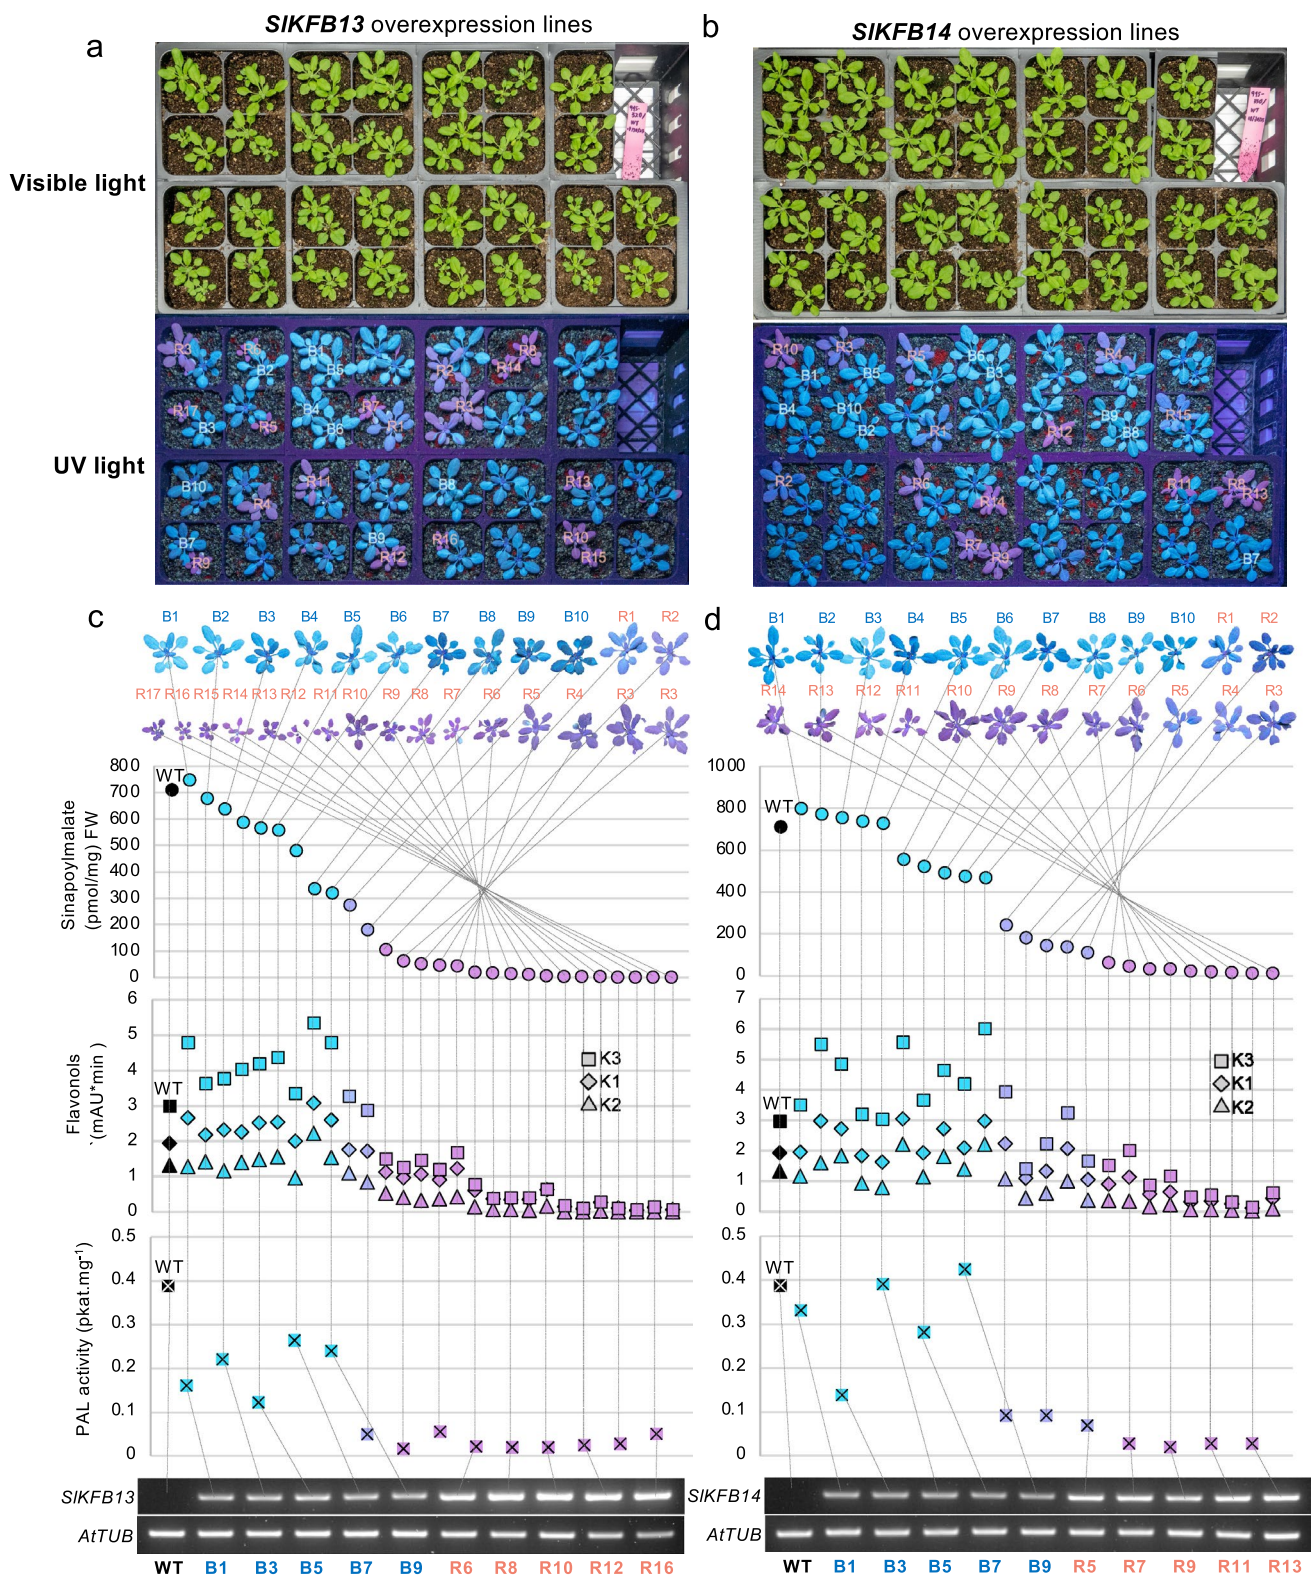 SlKFB13 overexpression lines
SlKFB14 overexpression lines
a
b
Visible light
UV light
995-
WT
WT
R3 R6 B1 R2 R8
B2 B5 R14
R17 B4 R7 R3
B3 R5 B6 R1
B10 R11 B8 R13
R4
B7 B9 R16 R10
R9 R12 R15
R10 R3 R5 B6 R4
B1 B5 B3
B4 B10 B9 R15
B2 R1 R12 B8
R2 R6 R11 R8
R14 R13
R7 R9 B7
c
B1 B2 B3 B4 B5 B6 B7 B8 B9 B10 R1 R2
R17 R16 R15 R14 R13 R12 R11 R10 R9 R8 R7 R6 R5 R4 R3 R3
d
B1 B2 B3 B4 B5 B6 B7 B8 B9 B10 R1 R2
R14 R13 R12 R11 R10 R9 R8 R7 R6 R5 R4 R3
Sinapoylmalate
(pmol/mg) FW
800
700
600
500
400
300
200
100
0
WT
1000
800
600
400
200
0
WT
Flavonols
`(mAU*min )
6
5
4
3
2
1
0
WT
K3
K1
K2
7
6
5
4
3
2
1
0
WT
K3
K1
K2
PAL activity (pkat.mg-1)
0.5
0.4
0.3
0.2
0.1
0
WT
0.5
0.4
0.3
0.2
0.1
0
WT
SlKFB13
AtTUB
WT B1 B3 B5 B7 B9 R6 R8 R10 R12 R16
SlKFB14
AtTUB
WT B1 B3 B5 B7 B9 R5 R7 R9 R11 R13